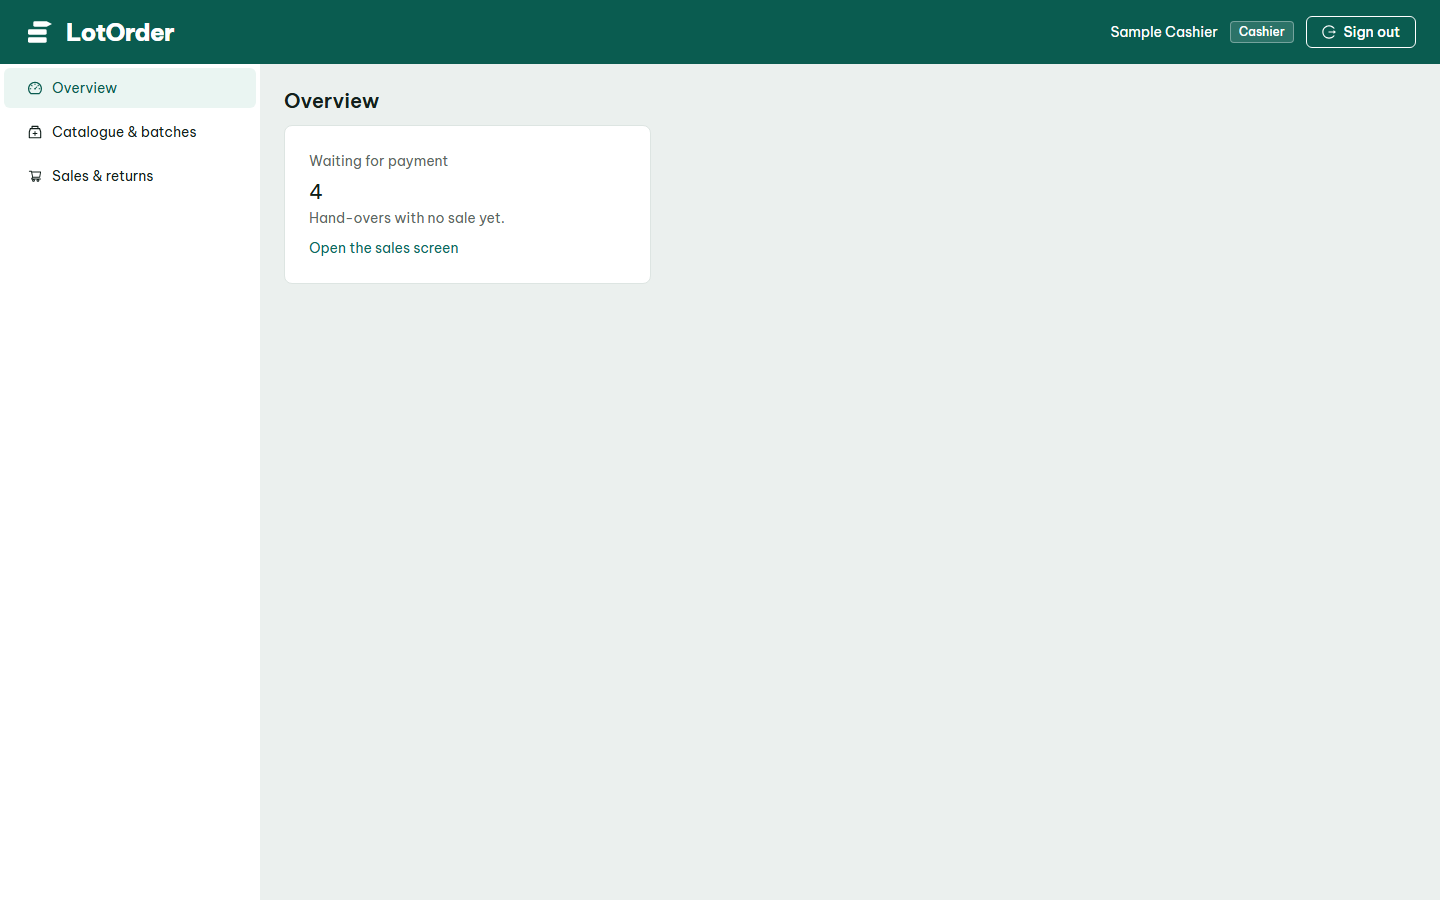 LotOrder
Sample Cashier
Cashier
Sign out
Overview
Catalogue & batches
Sales & returns
Overview
Waiting for payment
4
Hand-overs with no sale yet.
Open the sales screen